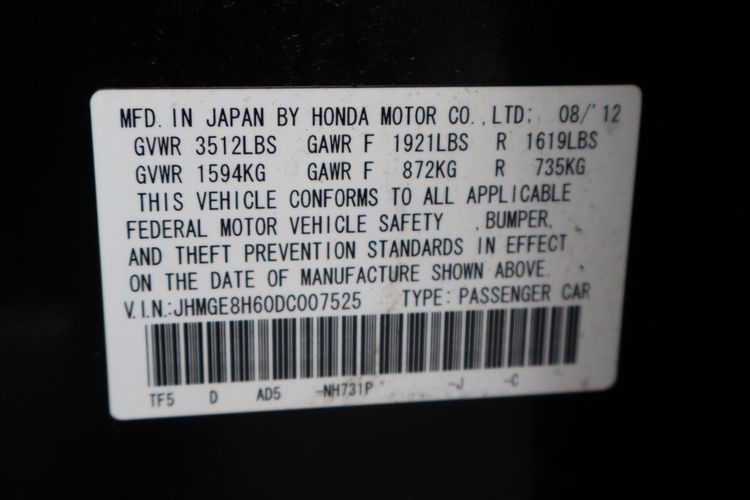 MFD. IN JAPAN BY HONDA MOTOR CO.,LTD; 08/'12
GVWR 3512LBS GAWR F 1921LBS R 1619LBS
GVWR 1594KG GAWR F 872KG R 735KG
THIS VEHICLE CONFORMS TO ALL APPLICABLE
FEDERAL MOTOR VEHICLE SAFETY ,BUMPER,
AND THEFT PREVENTION STANDARDS IN EFFECT
ON THE DATE OF MANUFACTURE SHOWN ABOVE.
V.I.N.:JHMGE8H60DC007525 TYPE: PASSENGER CAR
TF5 D AD5 -NH731P -J -C